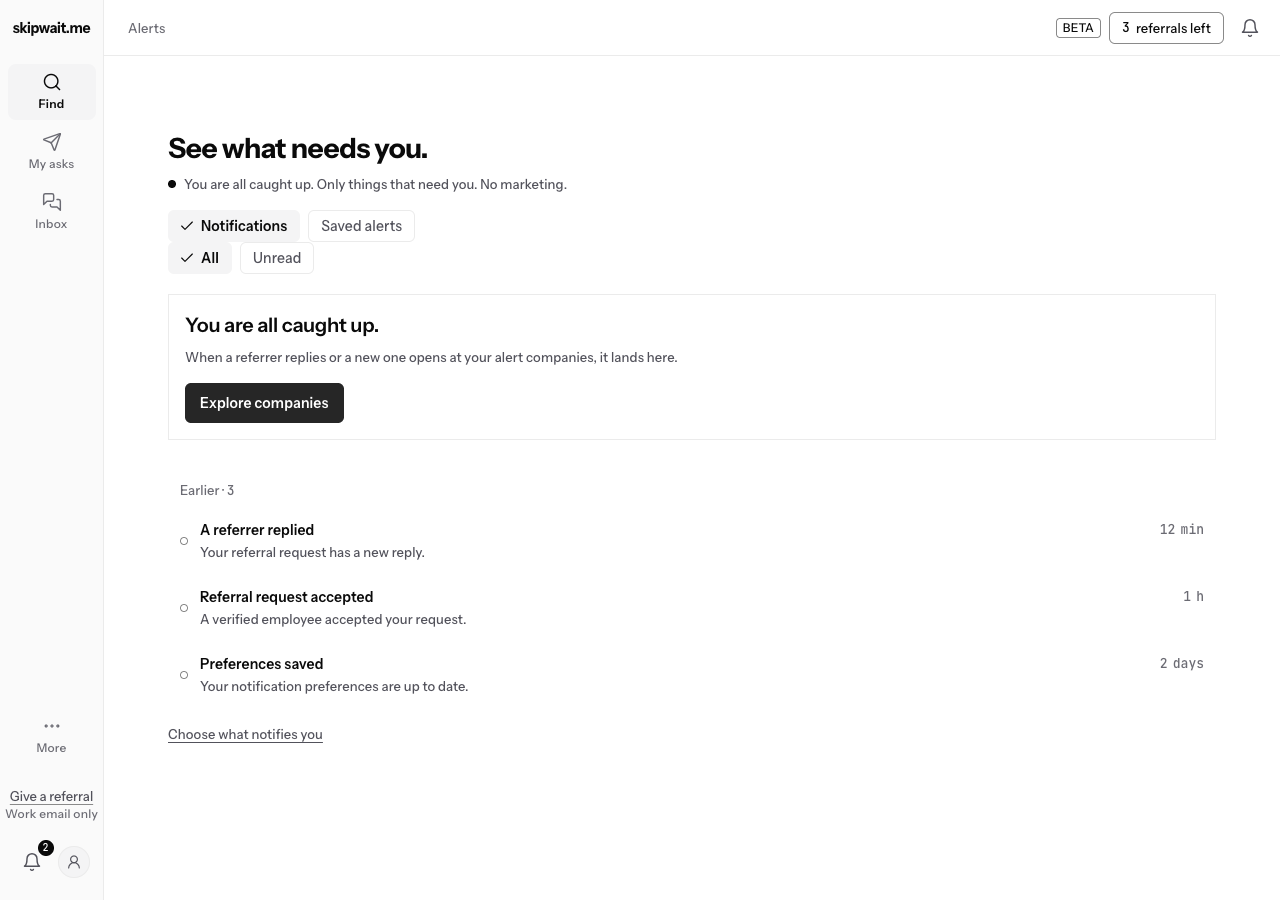 skipwait.me
Alerts
BETA
3 referrals left
Find
My asks
Inbox
See what needs you.
You are all caught up. Only things that need you. No marketing.
Notifications
Saved alerts
All
Unread
You are all caught up.
When a referrer replies or a new one opens at your alert companies, it lands here.
Explore companies
Earlier · 3
A referrer replied
12 min
Your referral request has a new reply.
Referral request accepted
1 h
A verified employee accepted your request.
Preferences saved
2 days
Your notification preferences are up to date.
Choose what notifies you
More
Give a referral
Work email only
2